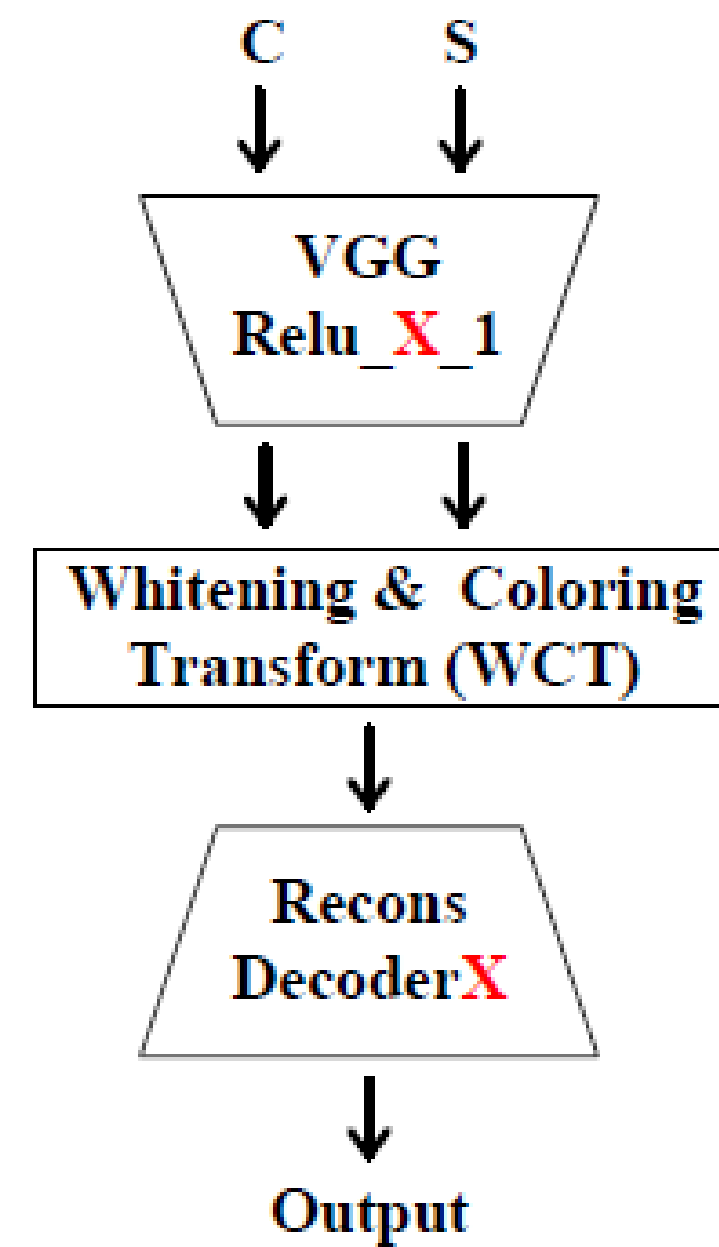 C S
VGG
Relu_X_1
Whitening & Coloring
Transform (WCT)
Recons
DecoderX
Output